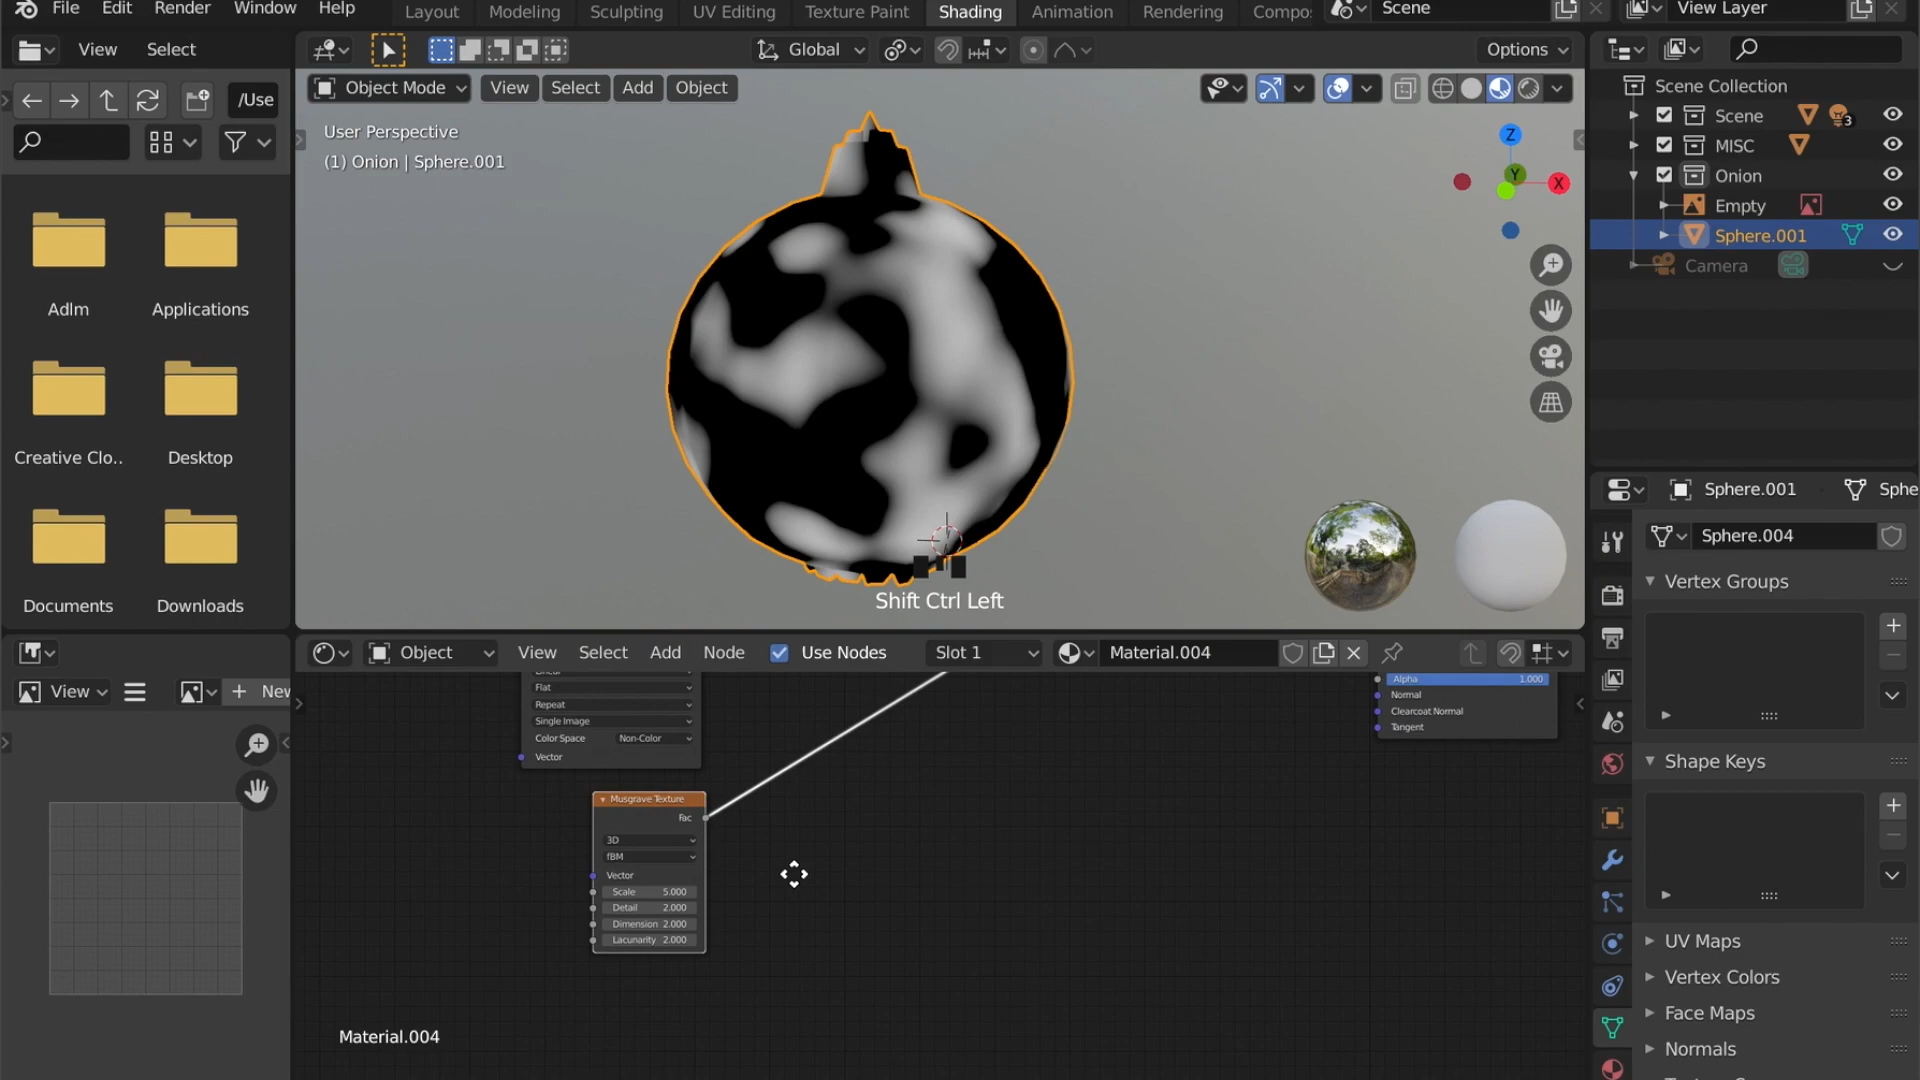 File Edit Render Window Help Layout Modeling Sculpting UV Editing Texture Paint Shading Animation Rendering Compo Scene View Layer
View Select Global Options
/Use
Object Mode View Select Add Object
Scene Collection
Scene 3
MISC
Onion
Empty
Sphere.001
Camera
User Perspective
(1) Onion | Sphere.001
Z
Y
X
Adlm Applications
Creative Clo.. Desktop
Documents Downloads
Shift Ctrl Left
Sphere.001 Sphe
Sphere.004
Vertex Groups
Shape Keys
UV Maps
Vertex Colors
Face Maps
Normals
Object View Select Add Node Use Nodes Slot 1 Material.004
View New
Flat
Repeat
Single Image
Color Space Non-Color
Vector
Alpha 1.000
Normal
Clearcoat Normal
Tangent
Musgrave Texture
Fac
3D
fBM
Vector
Scale 5.000
Detail 2.000
Dimension 2.000
Lacunarity 2.000
Material.004